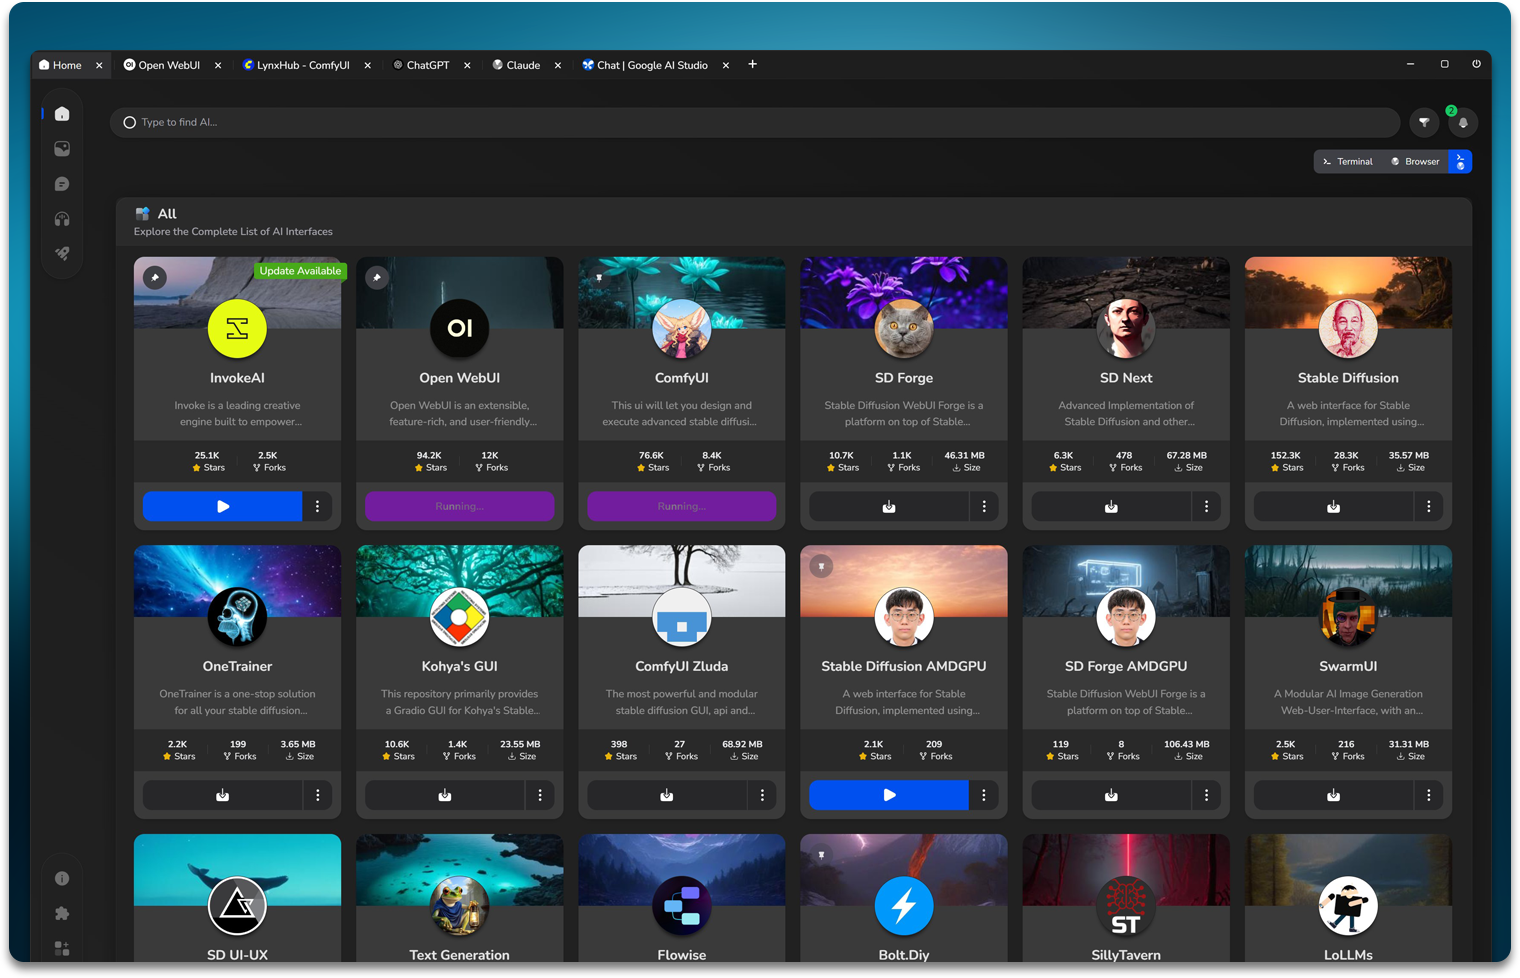 Home
Open WebUI
LynxHub - ComfyUI
ChatGPT
Claude
Chat | Google AI Studio
Type to find AI...
2
Terminal
Browser
All
Explore the Complete List of AI Interfaces
Update Available
InvokeAI
Invoke is a leading creative
engine built to empower...
25.1K 2.5K
Stars Forks
OI
Open WebUI
Open WebUI is an extensible,
feature-rich, and user-friendly...
94.2K 12K
Stars Forks
Running...
ComfyUI
This ui will let you design and
execute advanced stable diffusi...
76.6K 8.4K
Stars Forks
Running...
SD Forge
Stable Diffusion WebUI Forge is a
platform on top of Stable...
10.7K 1.1K 46.31 MB
Stars Forks Size
SD Next
Advanced Implementation of
Stable Diffusion and other...
6.3K 478 67.28 MB
Stars Forks Size
Stable Diffusion
A web interface for Stable
Diffusion, implemented using...
152.3K 28.3K 35.57 MB
Stars Forks Size
OneTrainer
OneTrainer is a one-stop solution
for all your stable diffusion...
2.2K 199 3.65 MB
Stars Forks Size
Kohya's GUI
This repository primarily provides
a Gradio GUI for Kohya's Stable...
10.6K 1.4K 23.55 MB
Stars Forks Size
ComfyUI Zluda
The most powerful and modular
stable diffusion GUI, api and...
398 27 68.92 MB
Stars Forks Size
Stable Diffusion AMDGPU
A web interface for Stable
Diffusion, implemented using...
2.1K 209
Stars Forks
SD Forge AMDGPU
Stable Diffusion WebUI Forge is a
platform on top of Stable...
119 8 106.43 MB
Stars Forks Size
SwarmUI
A Modular AI Image Generation
Web-User-Interface, with an...
2.5K 216 31.31 MB
Stars Forks Size
SD UI-UX
Text Generation
Flowise
Bolt.Diy
ST
SillyTavern
LoLLMs